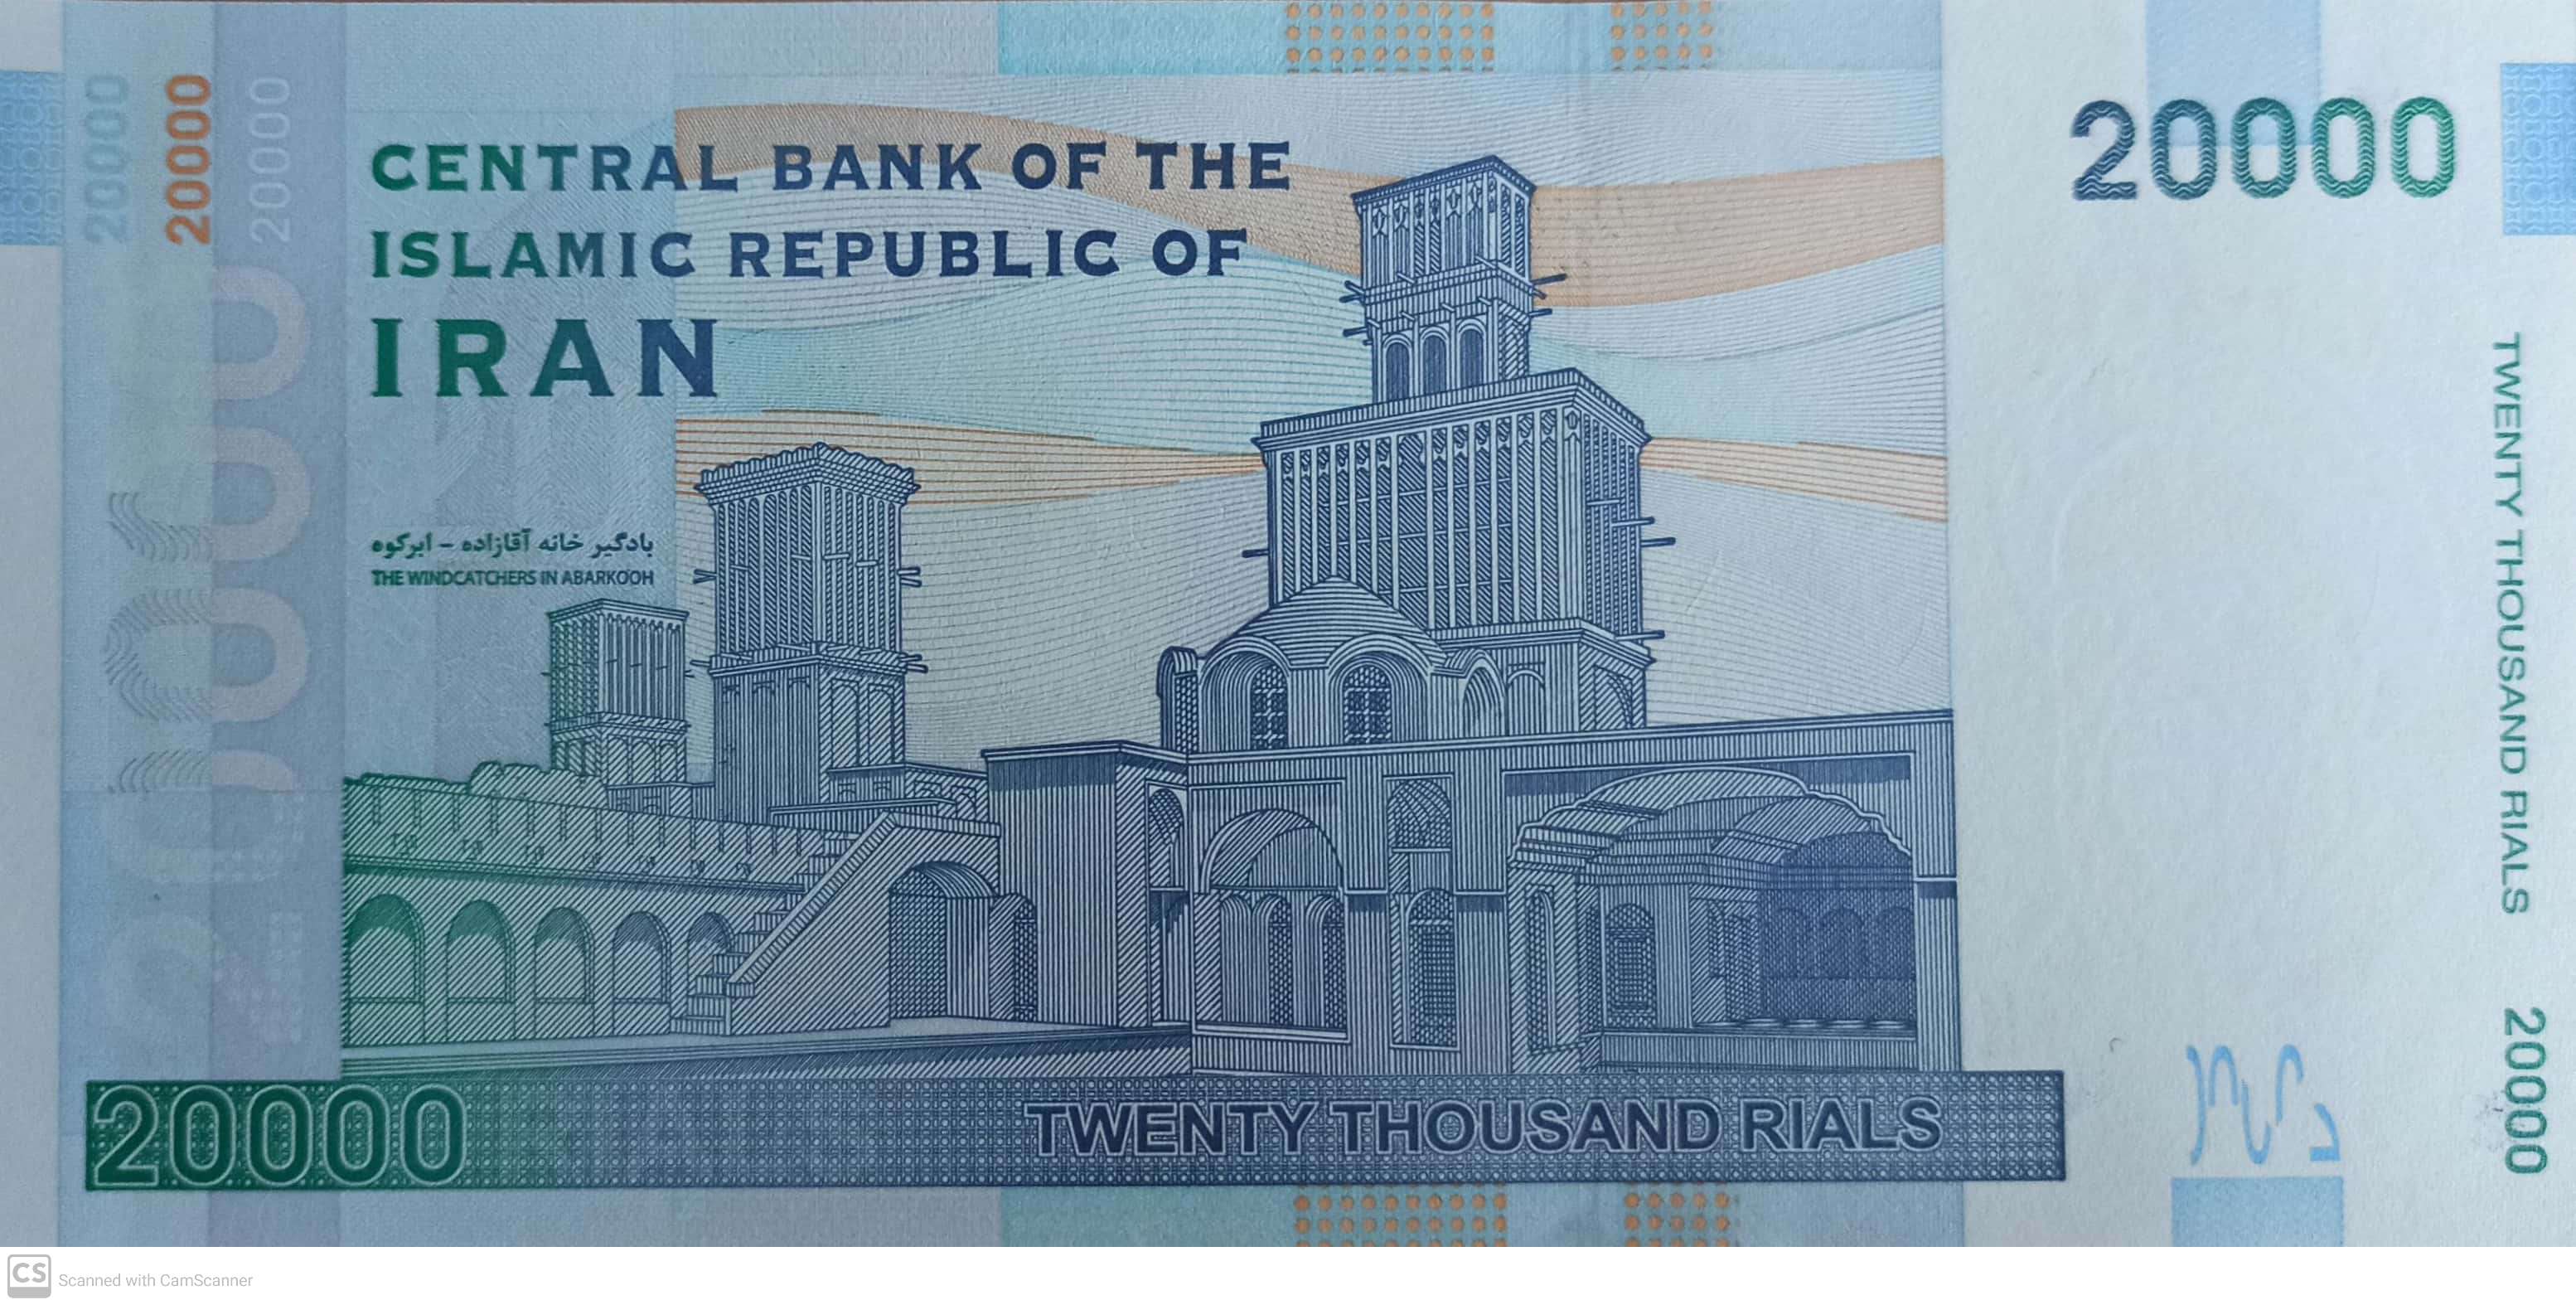 20000
20000
20000
CENTRAL BANK OF THE
ISLAMIC REPUBLIC OF
IRAN
20000
بادگیر خانه آقازاده - ابرکوه
THE WINDCATCHERS IN ABARKOOH
TWENTY THOUSAND RIALS 20000
20000
TWENTY THOUSAND RIALS
CS Scanned with CamScanner